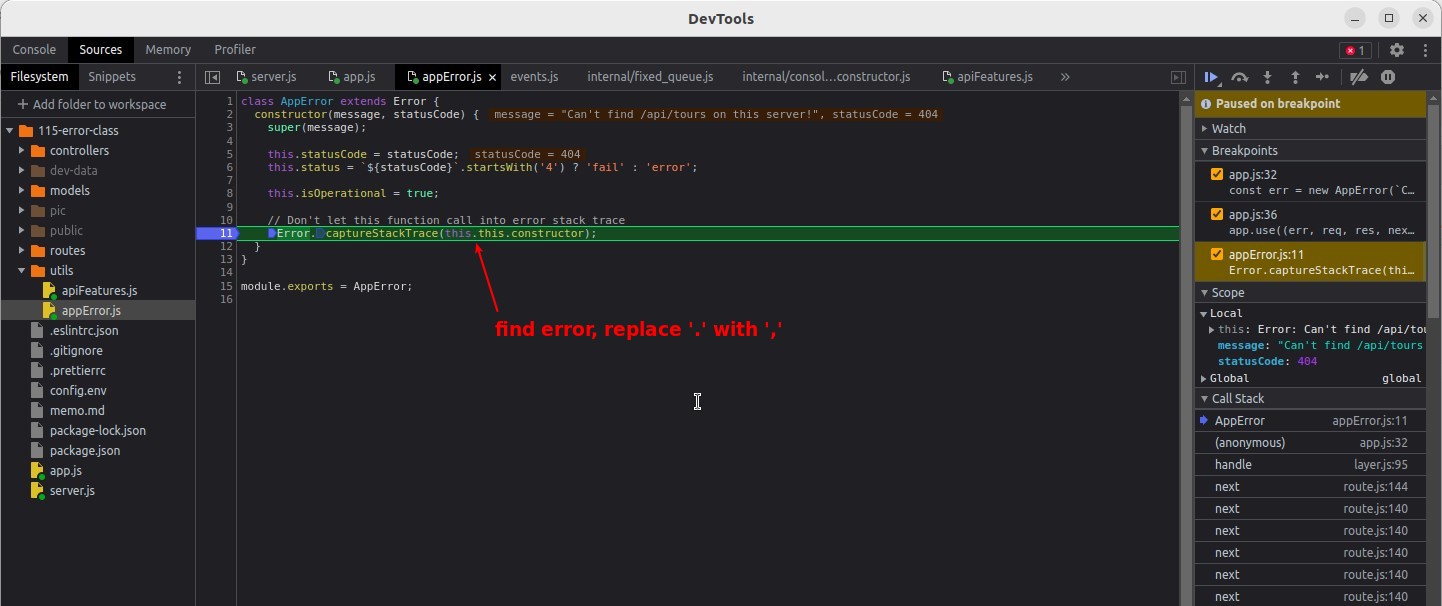 DevTools
Console Sources Memory Profiler 1
Filesystem Snippets
server.js app.js appError.js events.js internal/fixed_queue.js internal/consol...constructor.js apiFeatures.js
Add folder to workspace
115-error-class
controllers
dev-data
models
pic
public
routes
utils
apiFeatures.js
appError.js
.eslintrc.json
.gitignore
.prettierrc
config.env
memo.md
package-lock.json
package.json
app.js
server.js
1 class AppError extends Error {
2 constructor(message, statusCode) { message = "Can't find /api/tours on this server!", statusCode = 404
3 super(message);
4
5 this.statusCode = statusCode; statusCode = 404
6 this.status = `${statusCode}`.startsWith('4') ? 'fail' : 'error';
7
8 this.isOperational = true;
9
10 // Don't let this function call into error stack trace
11 Error.captureStackTrace(this.this.constructor);
12 }
13 }
14
15 module.exports = AppError;
16
find error, replace '.' with ','
Paused on breakpoint
Watch
Breakpoints
app.js:32
const err = new AppError(`C…
app.js:36
app.use((err, req, res, nex…
appError.js:11
Error.captureStackTrace(thi…
Scope
Local
this: Error: Can't find /api/tou
message: "Can't find /api/tours
statusCode: 404
Global global
Call Stack
AppError appError.js:11
(anonymous) app.js:32
handle layer.js:95
next route.js:144
next route.js:140
next route.js:140
next route.js:140
next route.js:140
next route.js:140